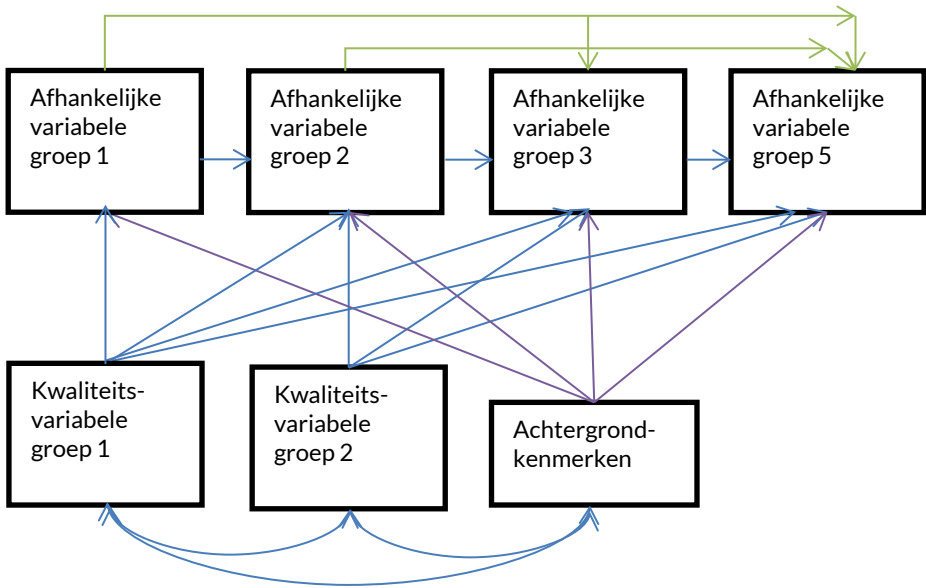 Afhankelijke
variabele
groep 1
Afhankelijke
variabele
groep 2
Afhankelijke
variabele
groep 3
Afhankelijke
variabele
groep 5
Kwaliteits-
variabele
groep 1
Kwaliteits-
variabele
groep 2
Achtergrond-
kenmerken